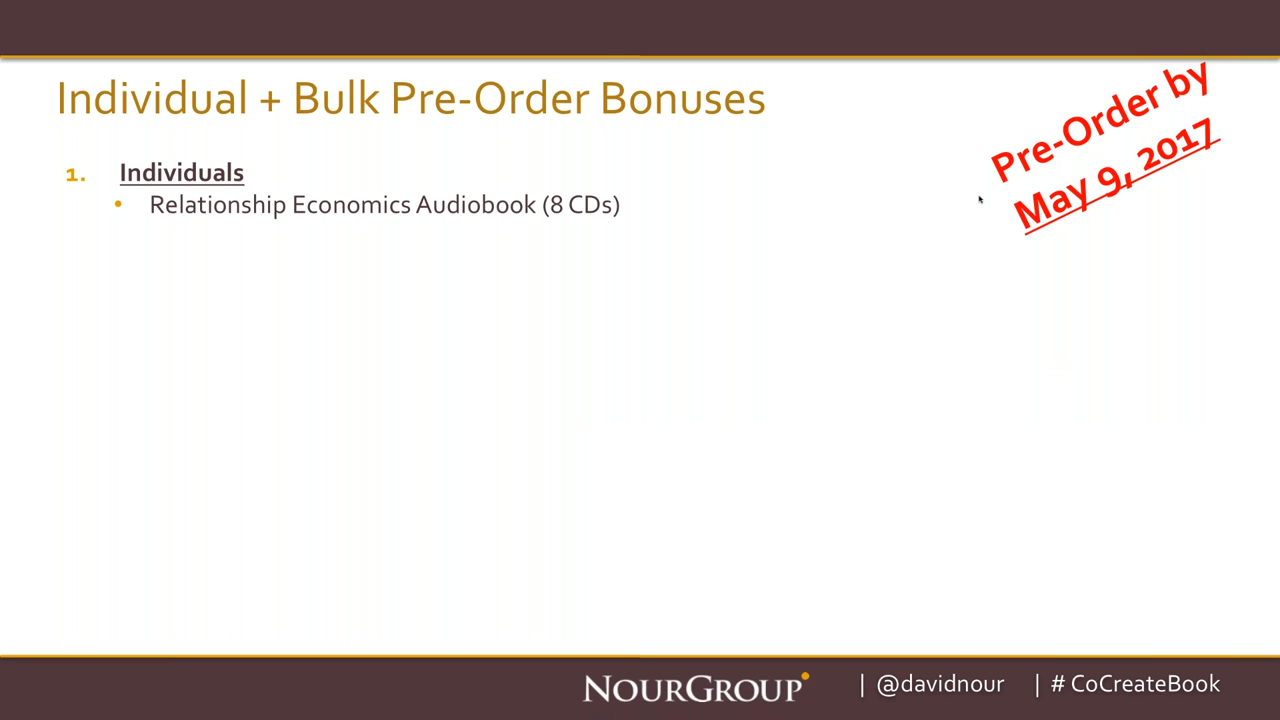 Individual + Bulk Pre-Order Bonuses
Pre-Order by
May 9, 2017
1. Individuals
• Relationship Economics Audiobook (8 CDs)
NOURGROUP
| @davidnour | # CoCreateBook